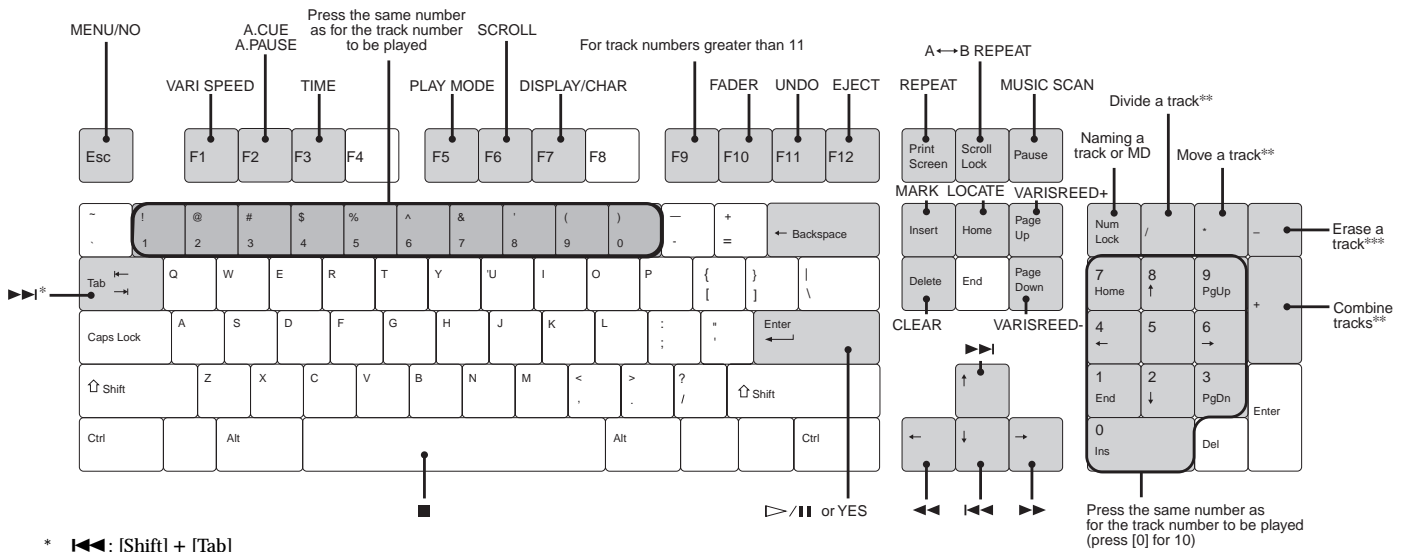 MENU/NO
A.CUE
A.PAUSE
Press the same number
as for the track number
to be played
SCROLL
For track numbers greater than 11
A↔B REPEAT
VARI SPEED
TIME
PLAY MODE
DISPLAY/CHAR
FADER
UNDO
EJECT
REPEAT
MUSIC SCAN
Divide a track**
Naming a
track or MD
Move a track**
Esc
F1
F2
F3
F4
F5
F6
F7
F8
F9
F10
F11
F12
Print
Screen
Scroll
Lock
Pause
MARK
LOCATE
VARISREED+
~ .
! 1
@ 2
# 3
$ 4
% 5
^ 6
& 7
' 8
( 9
) 0
— -
+ =
← Backspace
Insert
Home
Page
Up
Num
Lock
/
*
–
Erase a
track***
▶▶I*
Tab
Q
W
E
R
T
Y
'U
I
O
P
{ [
} ]
| \
Delete
End
Page
Down
7
Home
8
↑
9
PgUp
+
Combine
tracks**
CLEAR
VARISREED-
Caps Lock
A
S
D
F
G
H
J
K
L
: ;
" '
Enter
4
←
5
6
→
▶▶I
⇧ Shift
Z
X
C
V
B
N
M
< ,
> .
? /
⇧ Shift
↑
1
End
2
↓
3
PgDn
Enter
Ctrl
Alt
Alt
Ctrl
←
↓
→
0
Ins
Del
■
▷/II or YES
◀◀
I◀◀
▶▶
Press the same number as
for the track number to be played
(press [0] for 10)
* I◀◀: [Shift] + [Tab]